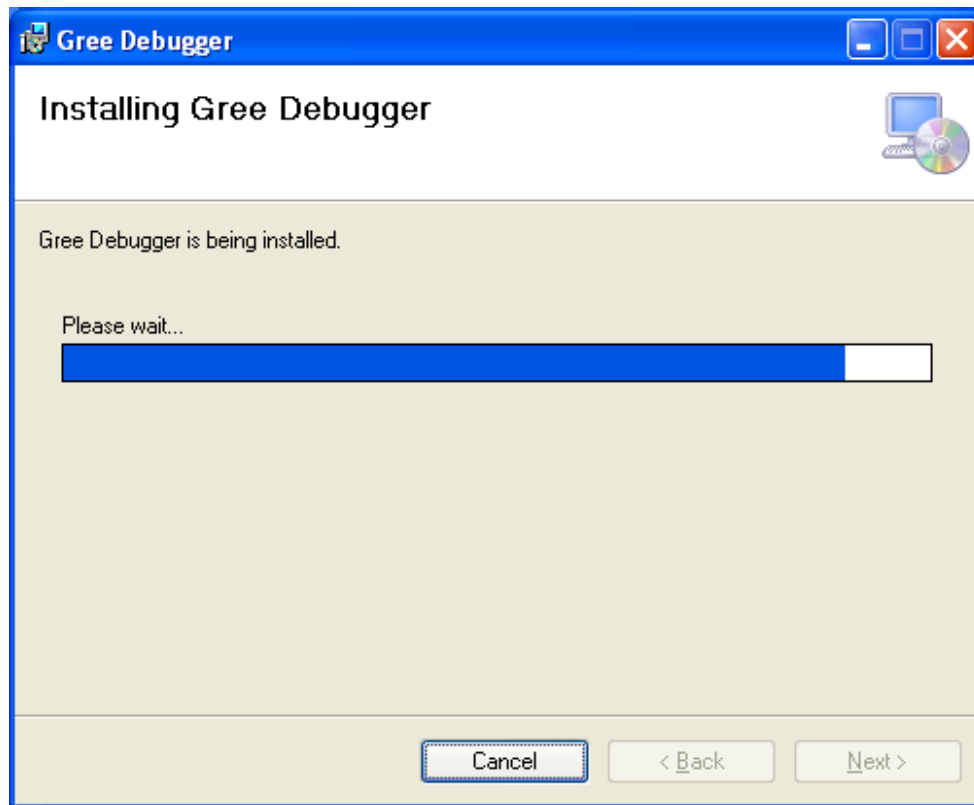 Gree Debugger
Installing Gree Debugger
Gree Debugger is being installed.
Please wait...
Cancel
< Back
Next >